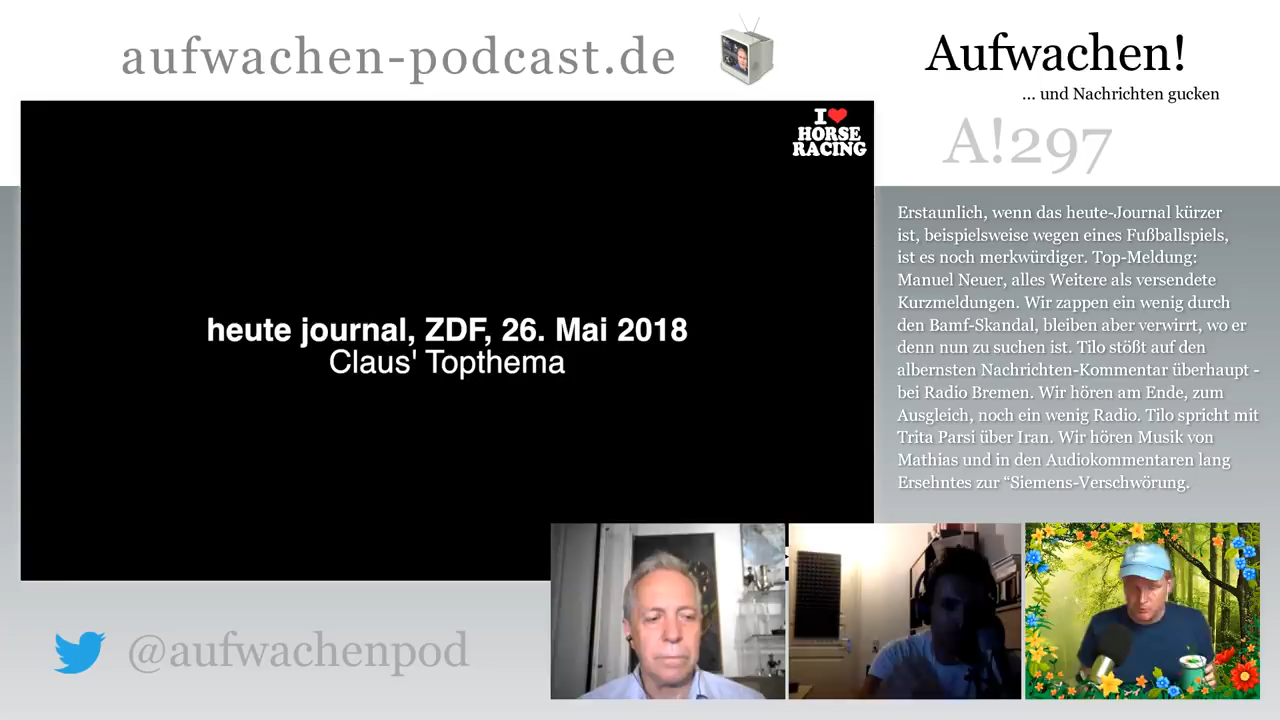 aufwachen-podcast.de
Aufwachen!
... und Nachrichten gucken
A!297
I
HORSE
RACING
heute journal, ZDF, 26. Mai 2018
Claus' Topthema
Erstaunlich, wenn das heute-Journal kürzer
ist, beispielsweise wegen eines Fußballspiels,
ist es noch merkwürdiger. Top-Meldung:
Manuel Neuer, alles Weitere als versendete
Kurzmeldungen. Wir zappen ein wenig durch
den Bamf-Skandal, bleiben aber verwirrt, wo er
denn nun zu suchen ist. Tilo stößt auf den
albernsten Nachrichten-Kommentar überhaupt -
bei Radio Bremen. Wir hören am Ende, zum
Ausgleich, noch ein wenig Radio. Tilo spricht mit
Trita Parsi über Iran. Wir hören Musik von
Mathias und in den Audiokommentaren lang
Ersehntes zur “Siemens-Verschwörung.
@aufwachenpod